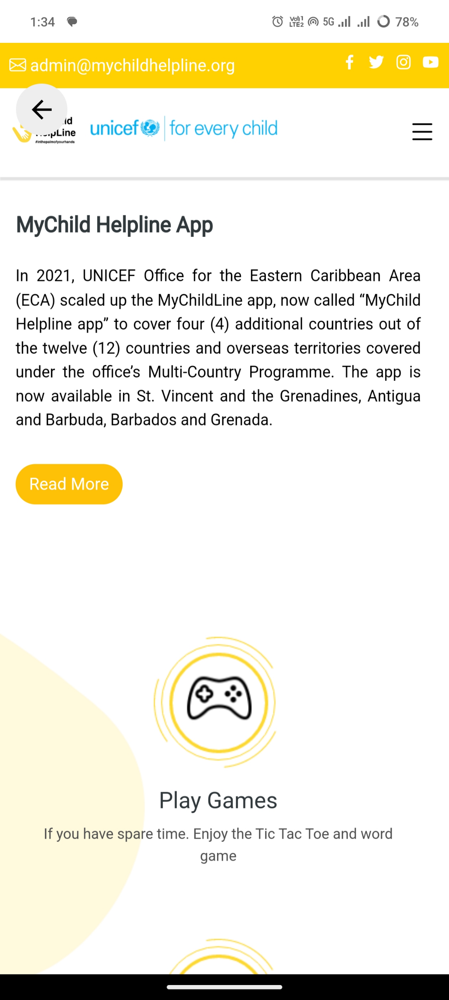 1:34
Vo)) 1
LTE2
5G
78%
admin@mychildhelpline.org
ld
Line
#inthepalmofyourhands
unicef
for every child
MyChild Helpline App
In 2021, UNICEF Office for the Eastern Caribbean Area
(ECA) scaled up the MyChildLine app, now called “MyChild
Helpline app” to cover four (4) additional countries out of
the twelve (12) countries and overseas territories covered
under the office’s Multi-Country Programme. The app is
now available in St. Vincent and the Grenadines, Antigua
and Barbuda, Barbados and Grenada.
Read More
Play Games
If you have spare time. Enjoy the Tic Tac Toe and word
game